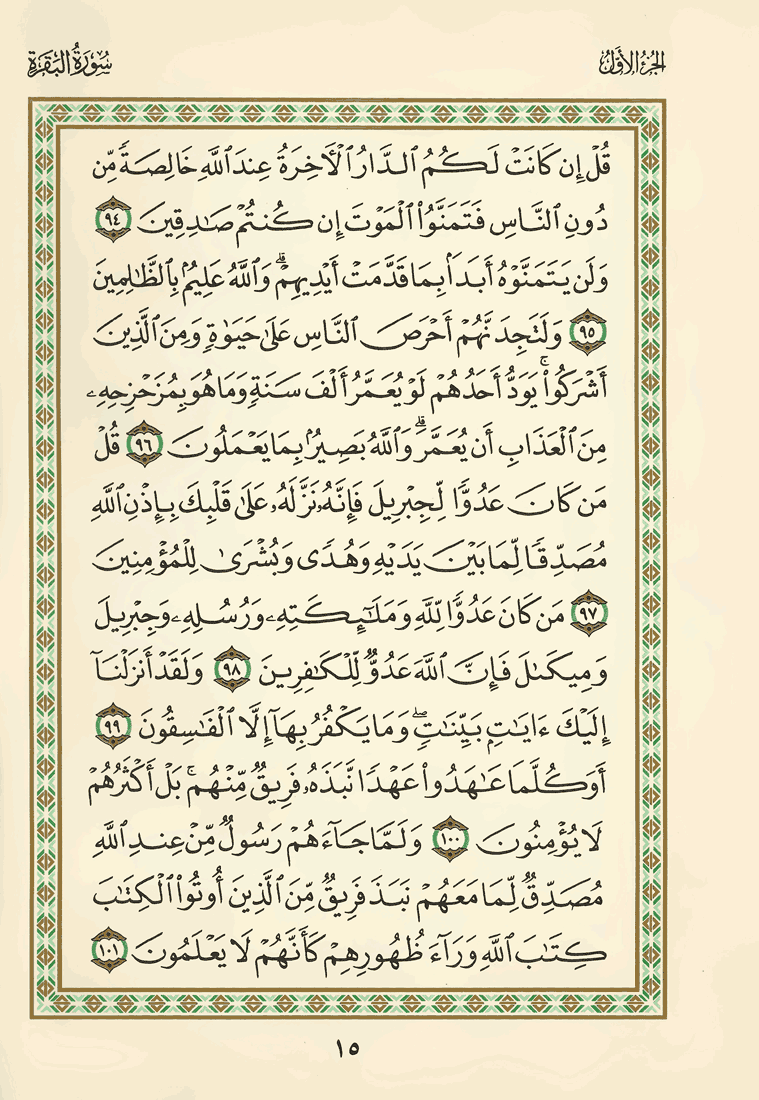 الجزء الأول
سورة البقرة
قُلْ إِن كَانَتْ لَكُمُ ٱلدَّارُ ٱلْأَخِرَةُ عِندَ ٱللَّهِ خَالِصَةً مِّن
دُونِ ٱلنَّاسِ فَتَمَنَّوُا۟ ٱلْمَوْتَ إِن كُنتُمْ صَـٰدِقِينَ ٩٤
وَلَن يَتَمَنَّوْهُ أَبَدًۢا بِمَا قَدَّمَتْ أَيْدِيهِمْ ۗ وَٱللَّهُ عَلِيمٌۢ بِٱلظَّـٰلِمِينَ
٩٥ وَلَتَجِدَنَّهُمْ أَحْرَصَ ٱلنَّاسِ عَلَىٰ حَيَوٰةٍ وَمِنَ ٱلَّذِينَ
أَشْرَكُوا۟ ۚ يَوَدُّ أَحَدُهُمْ لَوْ يُعَمَّرُ أَلْفَ سَنَةٍ وَمَا هُوَ بِمُزَحْزِحِهِۦ
مِنَ ٱلْعَذَابِ أَن يُعَمَّرَ ۗ وَٱللَّهُ بَصِيرٌۢ بِمَا يَعْمَلُونَ ٩٦ قُلْ
مَن كَانَ عَدُوًّا لِّجِبْرِيلَ فَإِنَّهُۥ نَزَّلَهُۥ عَلَىٰ قَلْبِكَ بِإِذْنِ ٱللَّهِ
مُصَدِّقًا لِّمَا بَيْنَ يَدَيْهِ وَهُدًى وَبُشْرَىٰ لِلْمُؤْمِنِينَ
٩٧ مَن كَانَ عَدُوًّا لِّلَّهِ وَمَلَـٰٓئِكَتِهِۦ وَرُسُلِهِۦ وَجِبْرِيلَ
وَمِيكَىٰلَ فَإِنَّ ٱللَّهَ عَدُوٌّ لِّلْكَـٰفِرِينَ ٩٨ وَلَقَدْ أَنزَلْنَآ
إِلَيْكَ ءَايَـٰتٍۭ بَيِّنَـٰتٍ ۖ وَمَا يَكْفُرُ بِهَآ إِلَّا ٱلْفَـٰسِقُونَ ٩٩
أَوَكُلَّمَا عَـٰهَدُوا۟ عَهْدًا نَّبَذَهُۥ فَرِيقٌ مِّنْهُم ۚ بَلْ أَكْثَرُهُمْ
لَا يُؤْمِنُونَ ١٠٠ وَلَمَّا جَآءَهُمْ رَسُولٌ مِّنْ عِندِ ٱللَّهِ
مُصَدِّقٌ لِّمَا مَعَهُمْ نَبَذَ فَرِيقٌ مِّنَ ٱلَّذِينَ أُوتُوا۟ ٱلْكِتَـٰبَ
كِتَـٰبَ ٱللَّهِ وَرَآءَ ظُهُورِهِمْ كَأَنَّهُمْ لَا يَعْلَمُونَ ١٠١
١٥